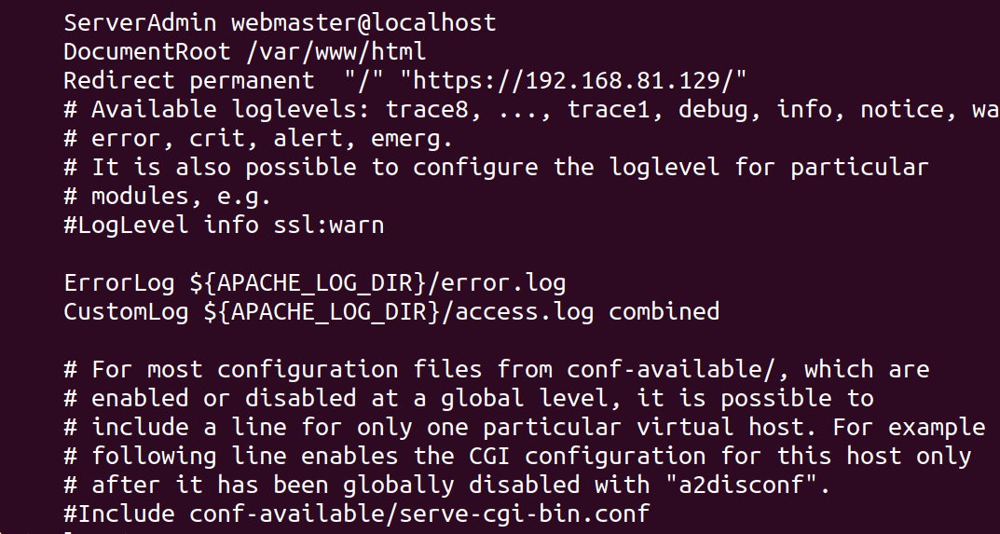 ServerAdmin webmaster@localhost
DocumentRoot /var/www/html
Redirect permanent  "/" "https://192.168.81.129/"
# Available loglevels: trace8, ..., trace1, debug, info, notice, wa
# error, crit, alert, emerg.
# It is also possible to configure the loglevel for particular
# modules, e.g.
#LogLevel info ssl:warn
ErrorLog ${APACHE_LOG_DIR}/error.log
CustomLog ${APACHE_LOG_DIR}/access.log combined
# For most configuration files from conf-available/, which are
# enabled or disabled at a global level, it is possible to
# include a line for only one particular virtual host. For example
# following line enables the CGI configuration for this host only
# after it has been globally disabled with "a2disconf".
#Include conf-available/serve-cgi-bin.conf